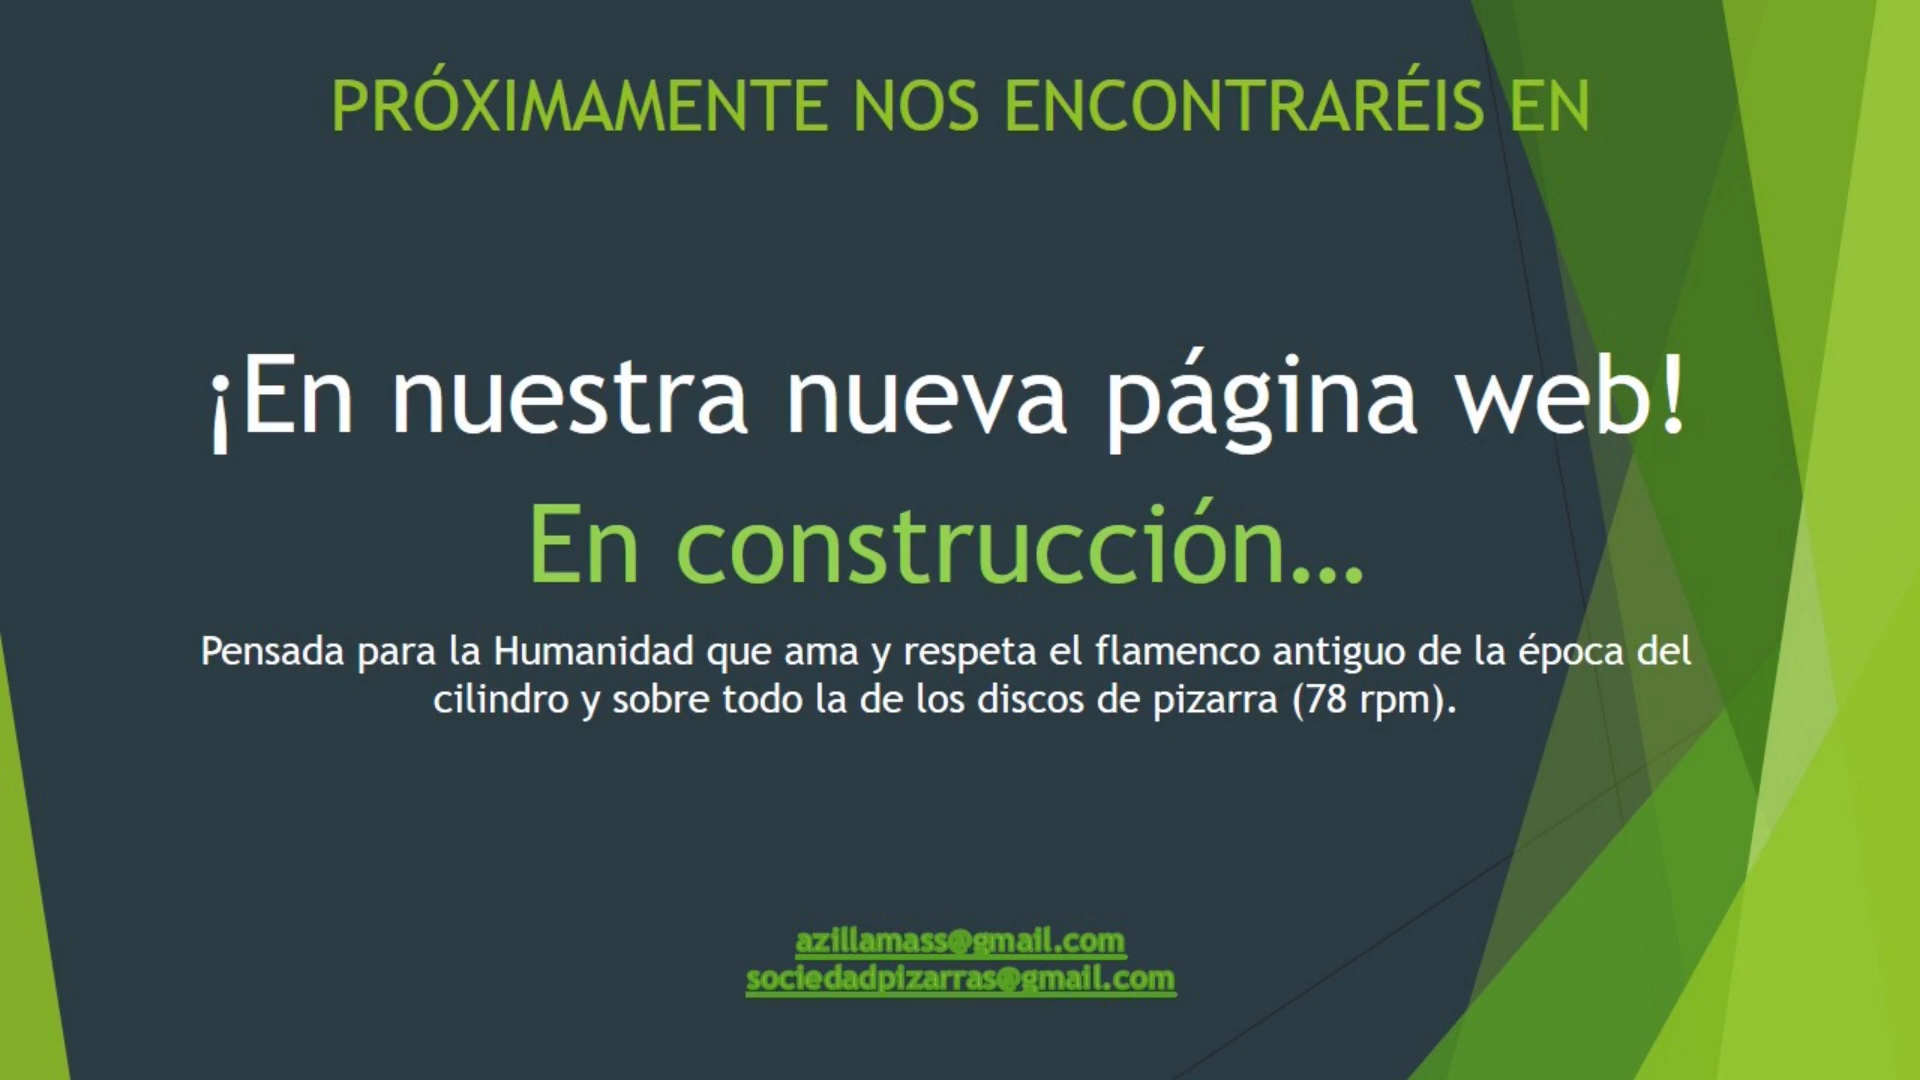 PRÓXIMAMENTE NOS ENCONTRARÉIS EN
¡En nuestra nueva página web!
En construcción...
Pensada para la Humanidad que ama y respeta el flamenco antiguo de la época del
cilindro y sobre todo la de los discos de pizarra (78 rpm).
azillamass@gmail.com
sociedadpizarras@gmail.com